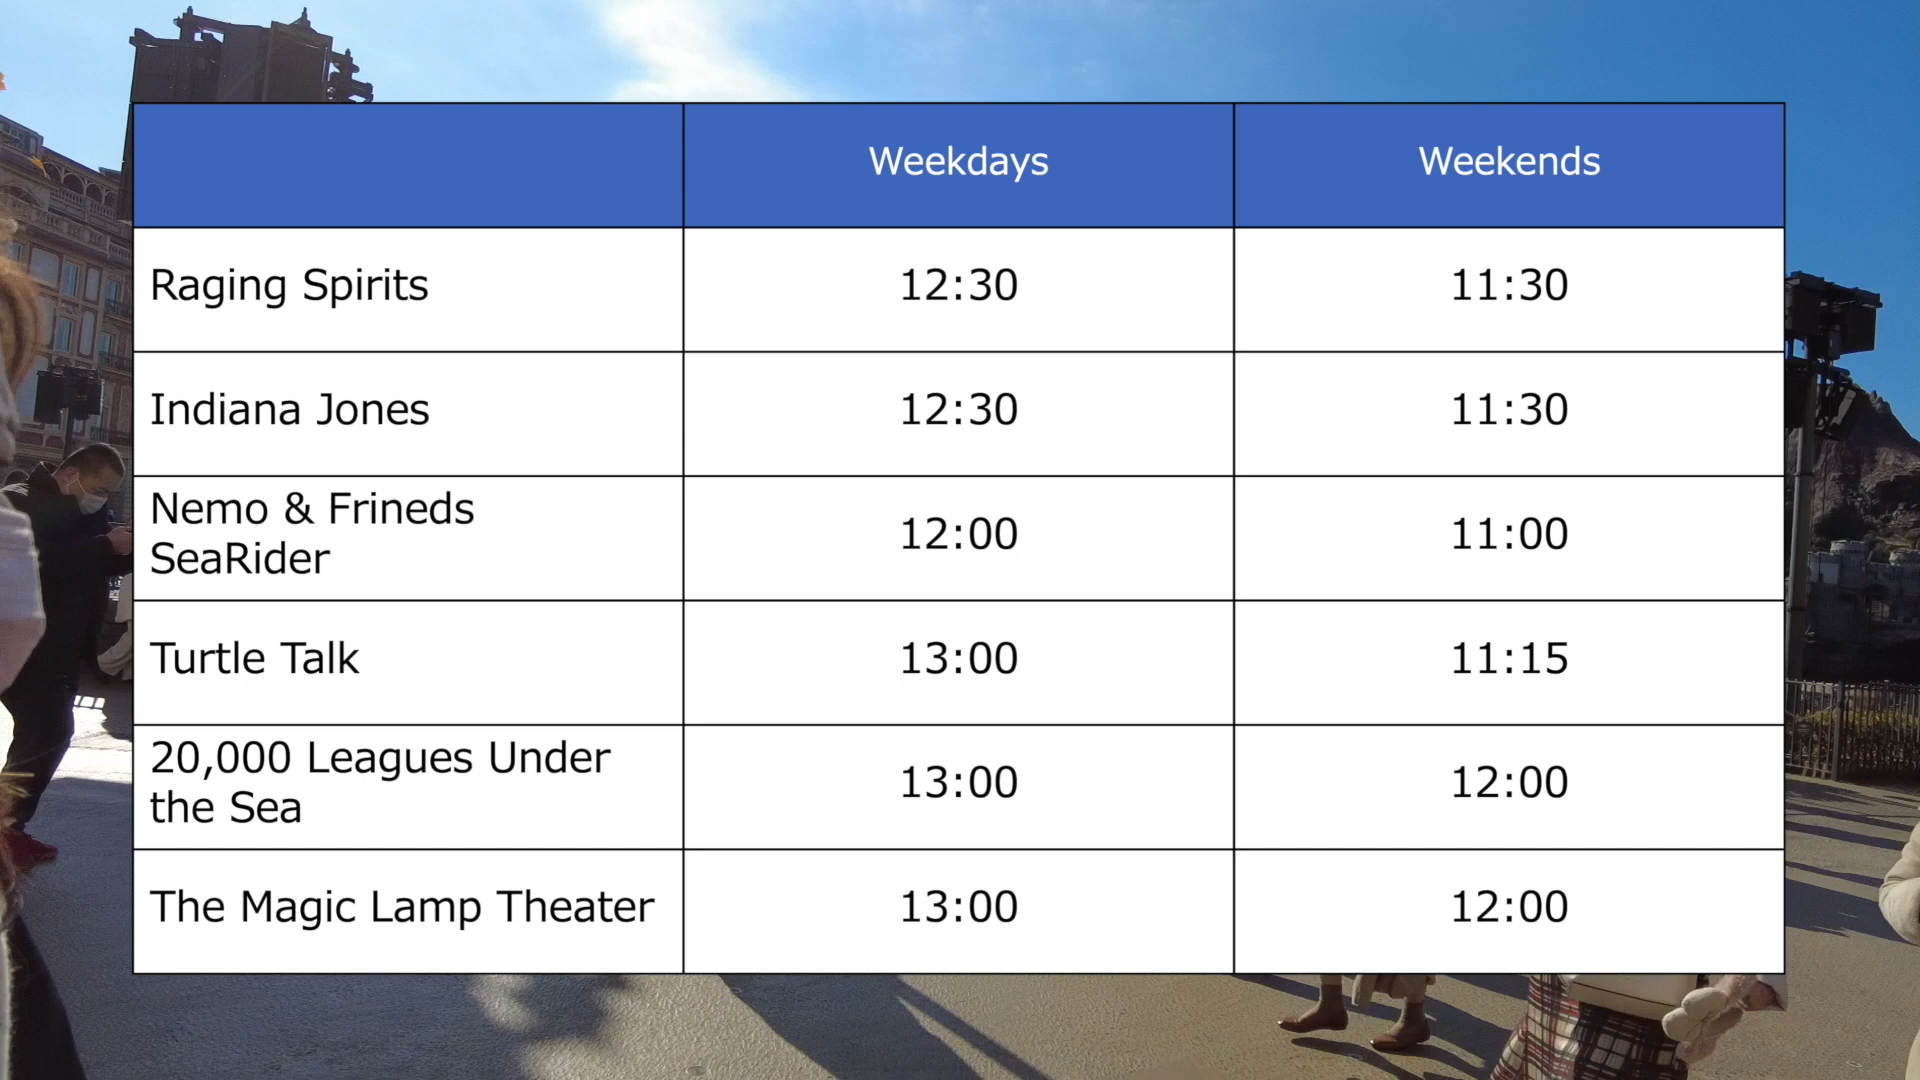 Weekdays Weekends
Raging Spirits 12:30 11:30
Indiana Jones 12:30 11:30
Nemo & Frineds
SeaRider 12:00 11:00
Turtle Talk 13:00 11:15
20,000 Leagues Under
the Sea 13:00 12:00
The Magic Lamp Theater 13:00 12:00